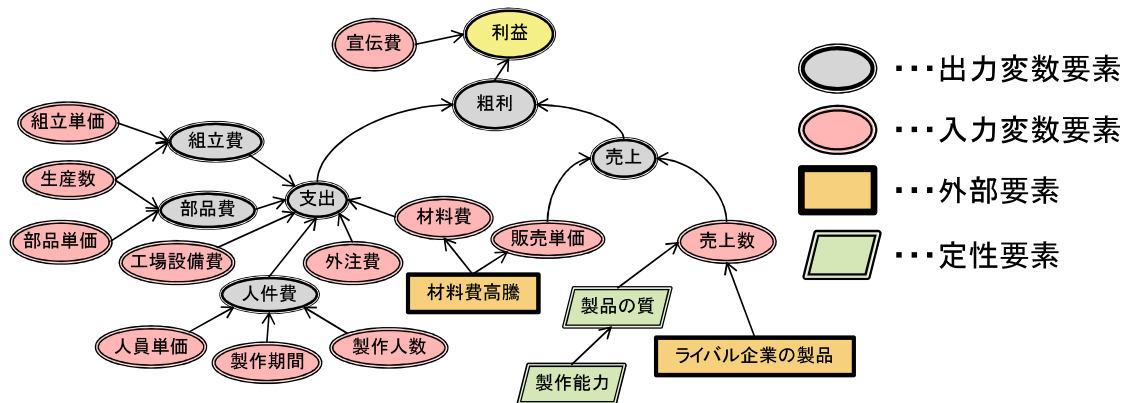 利益
宣伝費
粗利
組立単価
組立費
生産数
部品費
部品単価
支出
売上
材料費
販売単価
売上数
工場設備費
外注費
人件費
材料費高騰
製品の質
人員単価
製作期間
製作人数
ライバル企業の製品
製作能力
･･･出力変数要素
･･･入力変数要素
･･･外部要素
･･･定性要素